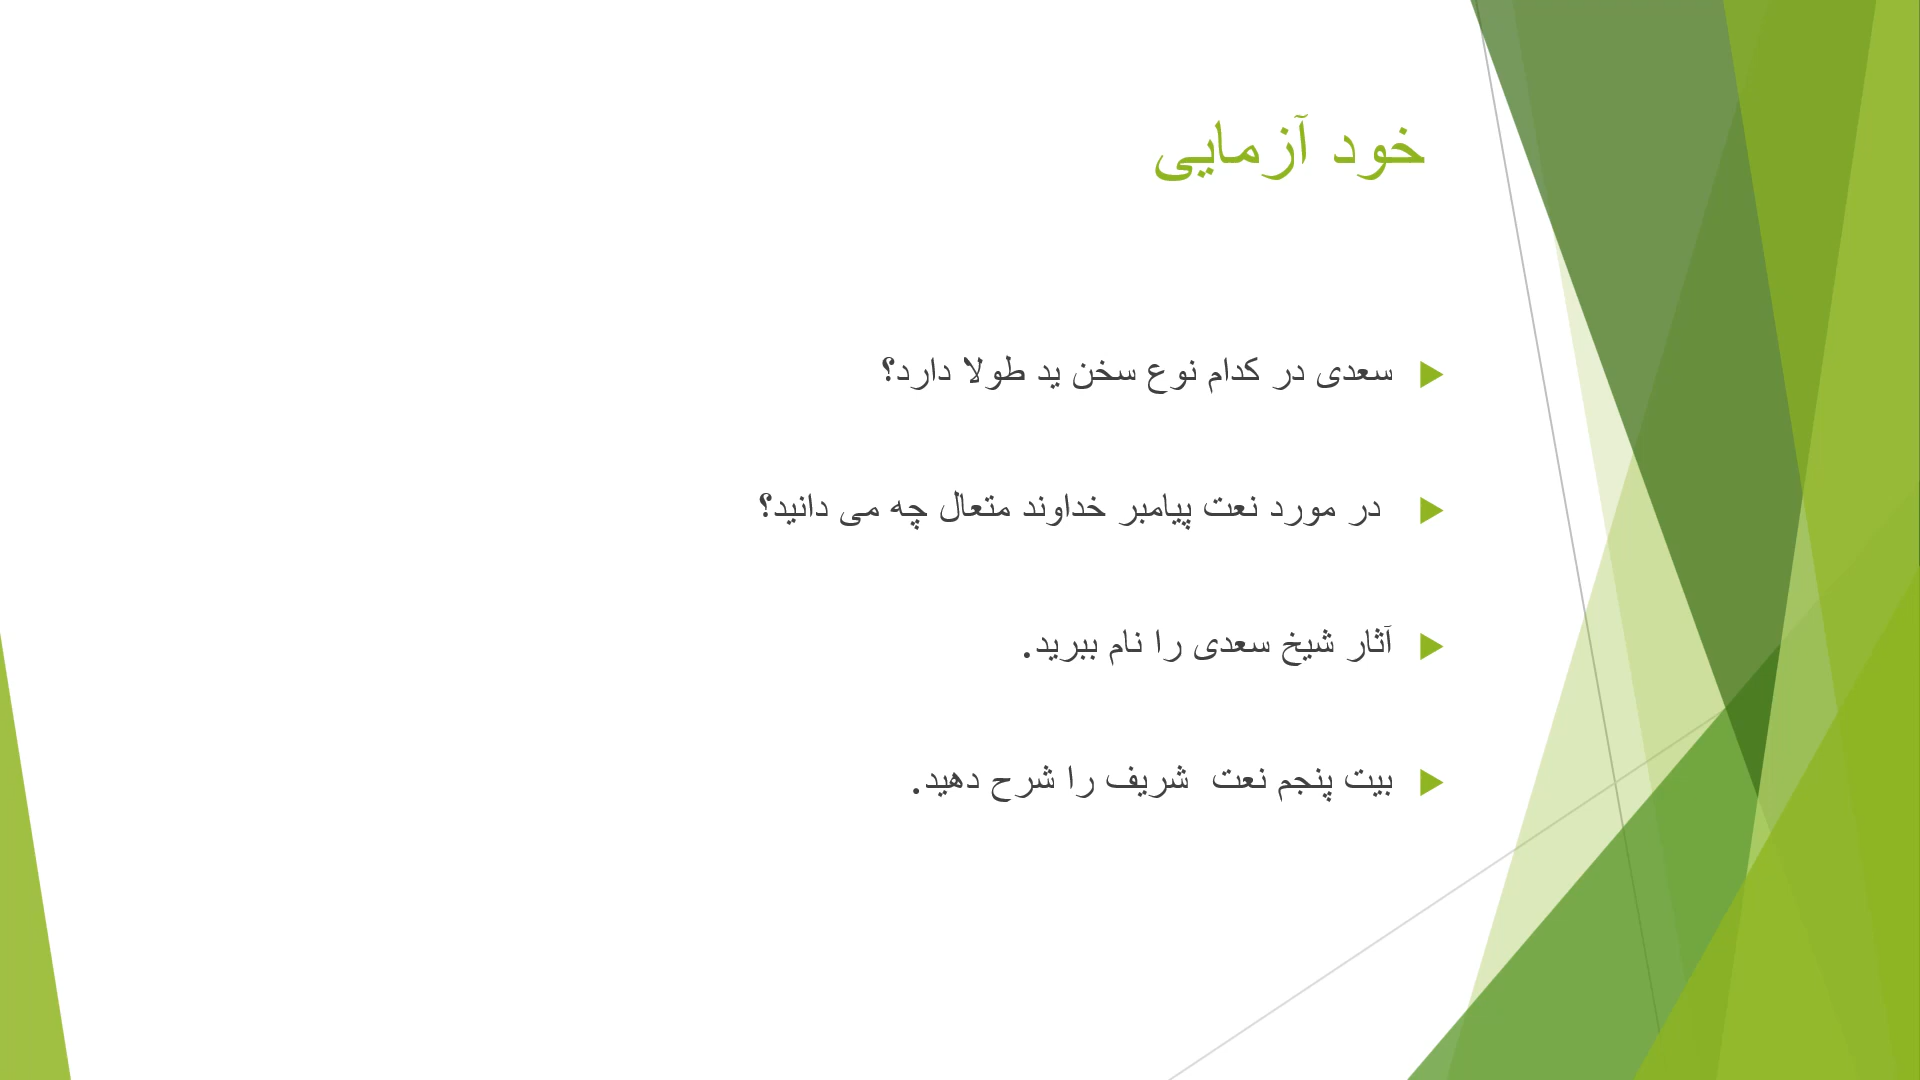 خود آزمایی
سعدی در کدام نوع سخن ید طولا دارد؟
در مورد نعت پیامبر خداوند متعال چه می دانید؟
آثار شیخ سعدی را نام ببرید.
بیت پنجم نعت شریف را شرح دهید.